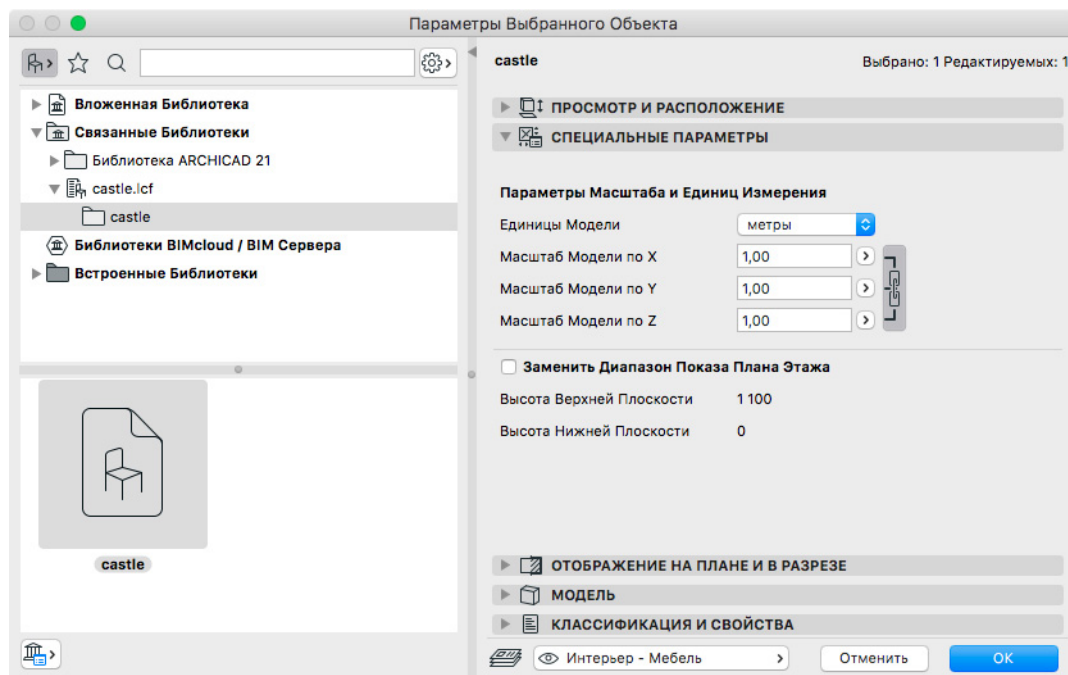 Параметры Выбранного Объекта
castle
Выбрано: 1 Редактируемых: 1
Вложенная Библиотека
Связанные Библиотеки
Библиотека ARCHICAD 21
castle.lcf
castle
Библиотеки BIMcloud / BIM Сервера
Встроенные Библиотеки
castle
ПРОСМОТР И РАСПОЛОЖЕНИЕ
СПЕЦИАЛЬНЫЕ ПАРАМЕТРЫ
Параметры Масштаба и Единиц Измерения
Единицы Модели метры
Масштаб Модели по X 1,00
Масштаб Модели по Y 1,00
Масштаб Модели по Z 1,00
Заменить Диапазон Показа Плана Этажа
Высота Верхней Плоскости 1 100
Высота Нижней Плоскости 0
ОТОБРАЖЕНИЕ НА ПЛАНЕ И В РАЗРЕЗЕ
МОДЕЛЬ
КЛАССИФИКАЦИЯ И СВОЙСТВА
Интерьер - Мебель
Отменить
OK